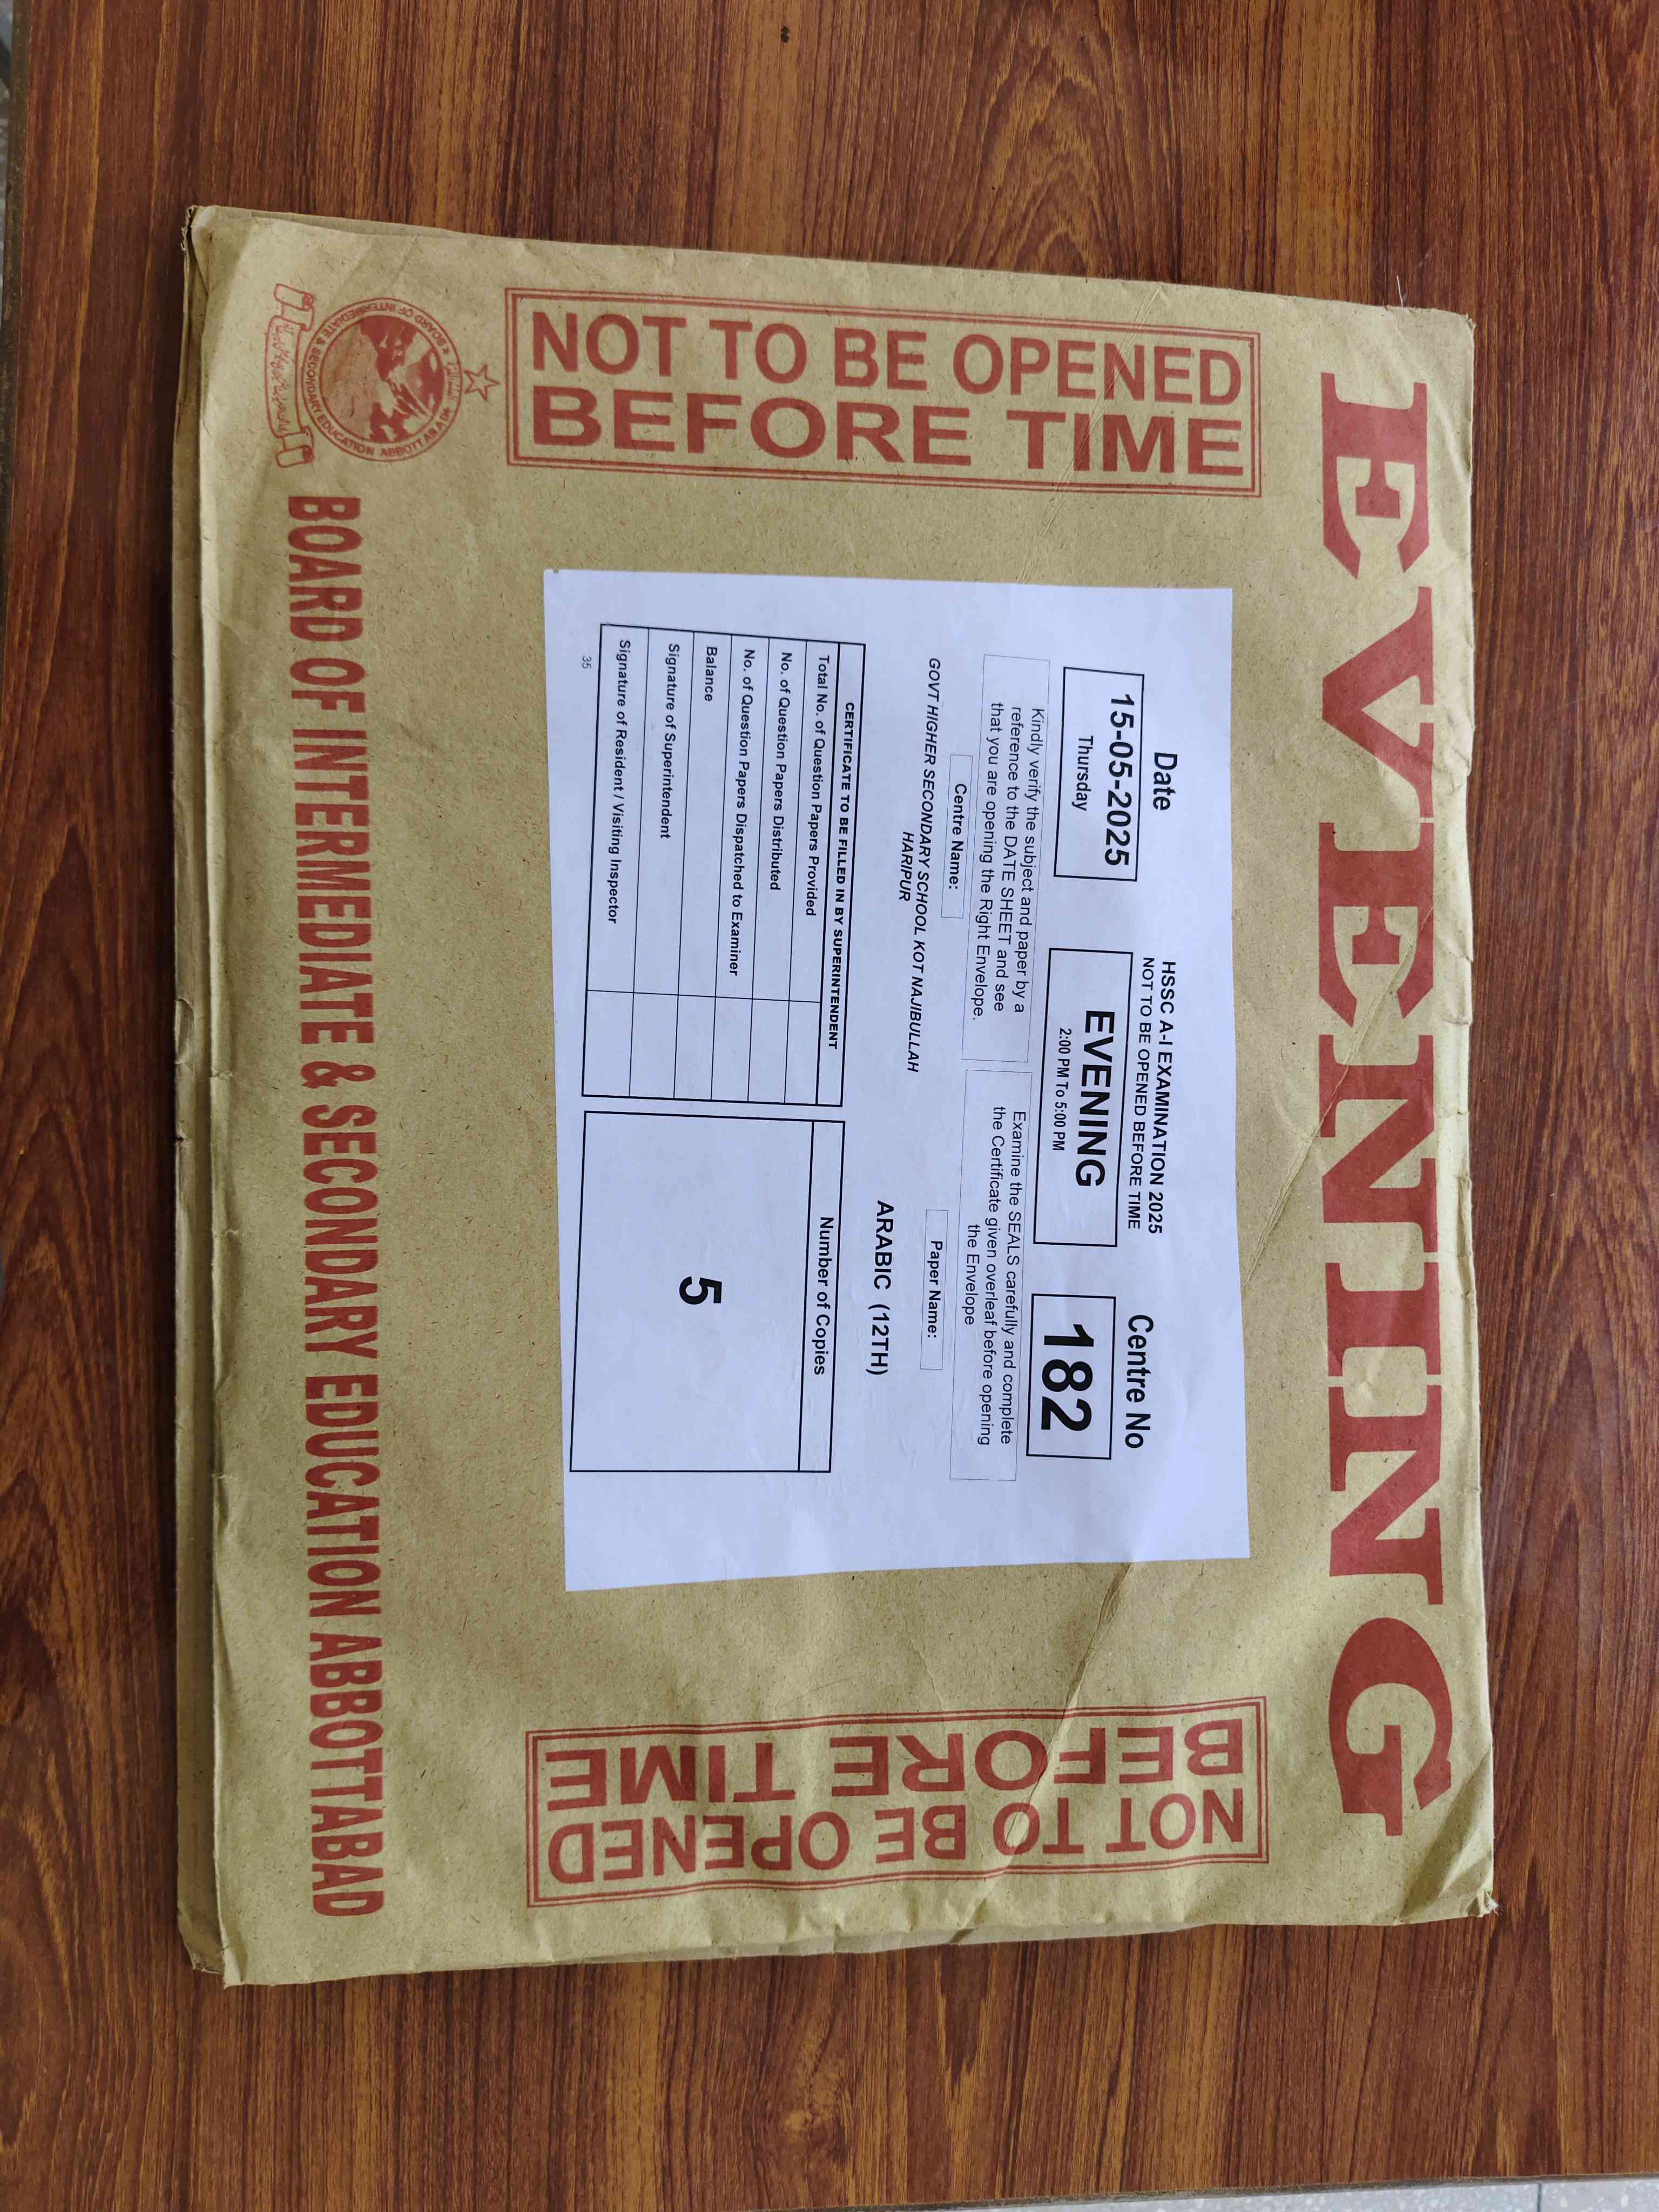 EVENING
NOT TO BE OPENED
BEFORE TIME
Date
15-05-2025
Thursday
HSSC A-I EXAMINATION 2025
NOT TO BE OPENED BEFORE TIME
EVENING
2:00 PM To 5:00 PM
Centre No
182
Kindly verify the subject and paper by a
reference to the DATE SHEET and see
that you are opening the Right Envelope.
Examine the SEALS carefully and complete
the Certificate given overleaf before opening
the Envelope
Centre Name:
GOVT HIGHER SECONDARY SCHOOL KOT NAJIBULLAH
HARIPUR
Paper Name:
ARABIC (12TH)
CERTIFICATE TO BE FILLED IN BY SUPERINTENDENT
Total No. of Question Papers Provided
No. of Question Papers Distributed
No. of Question Papers Dispatched to Examiner
Balance
Signature of Superintendent
Signature of Resident / Visiting Inspector
Number of Copies
5
35
NOT TO BE OPENED
BEFORE TIME
BOARD OF INTERMEDIATE & SECONDARY EDUCATION ABBOTTABAD
BOARD OF INTERMEDIATE & SECONDARY EDUCATION ABBOTTABAD